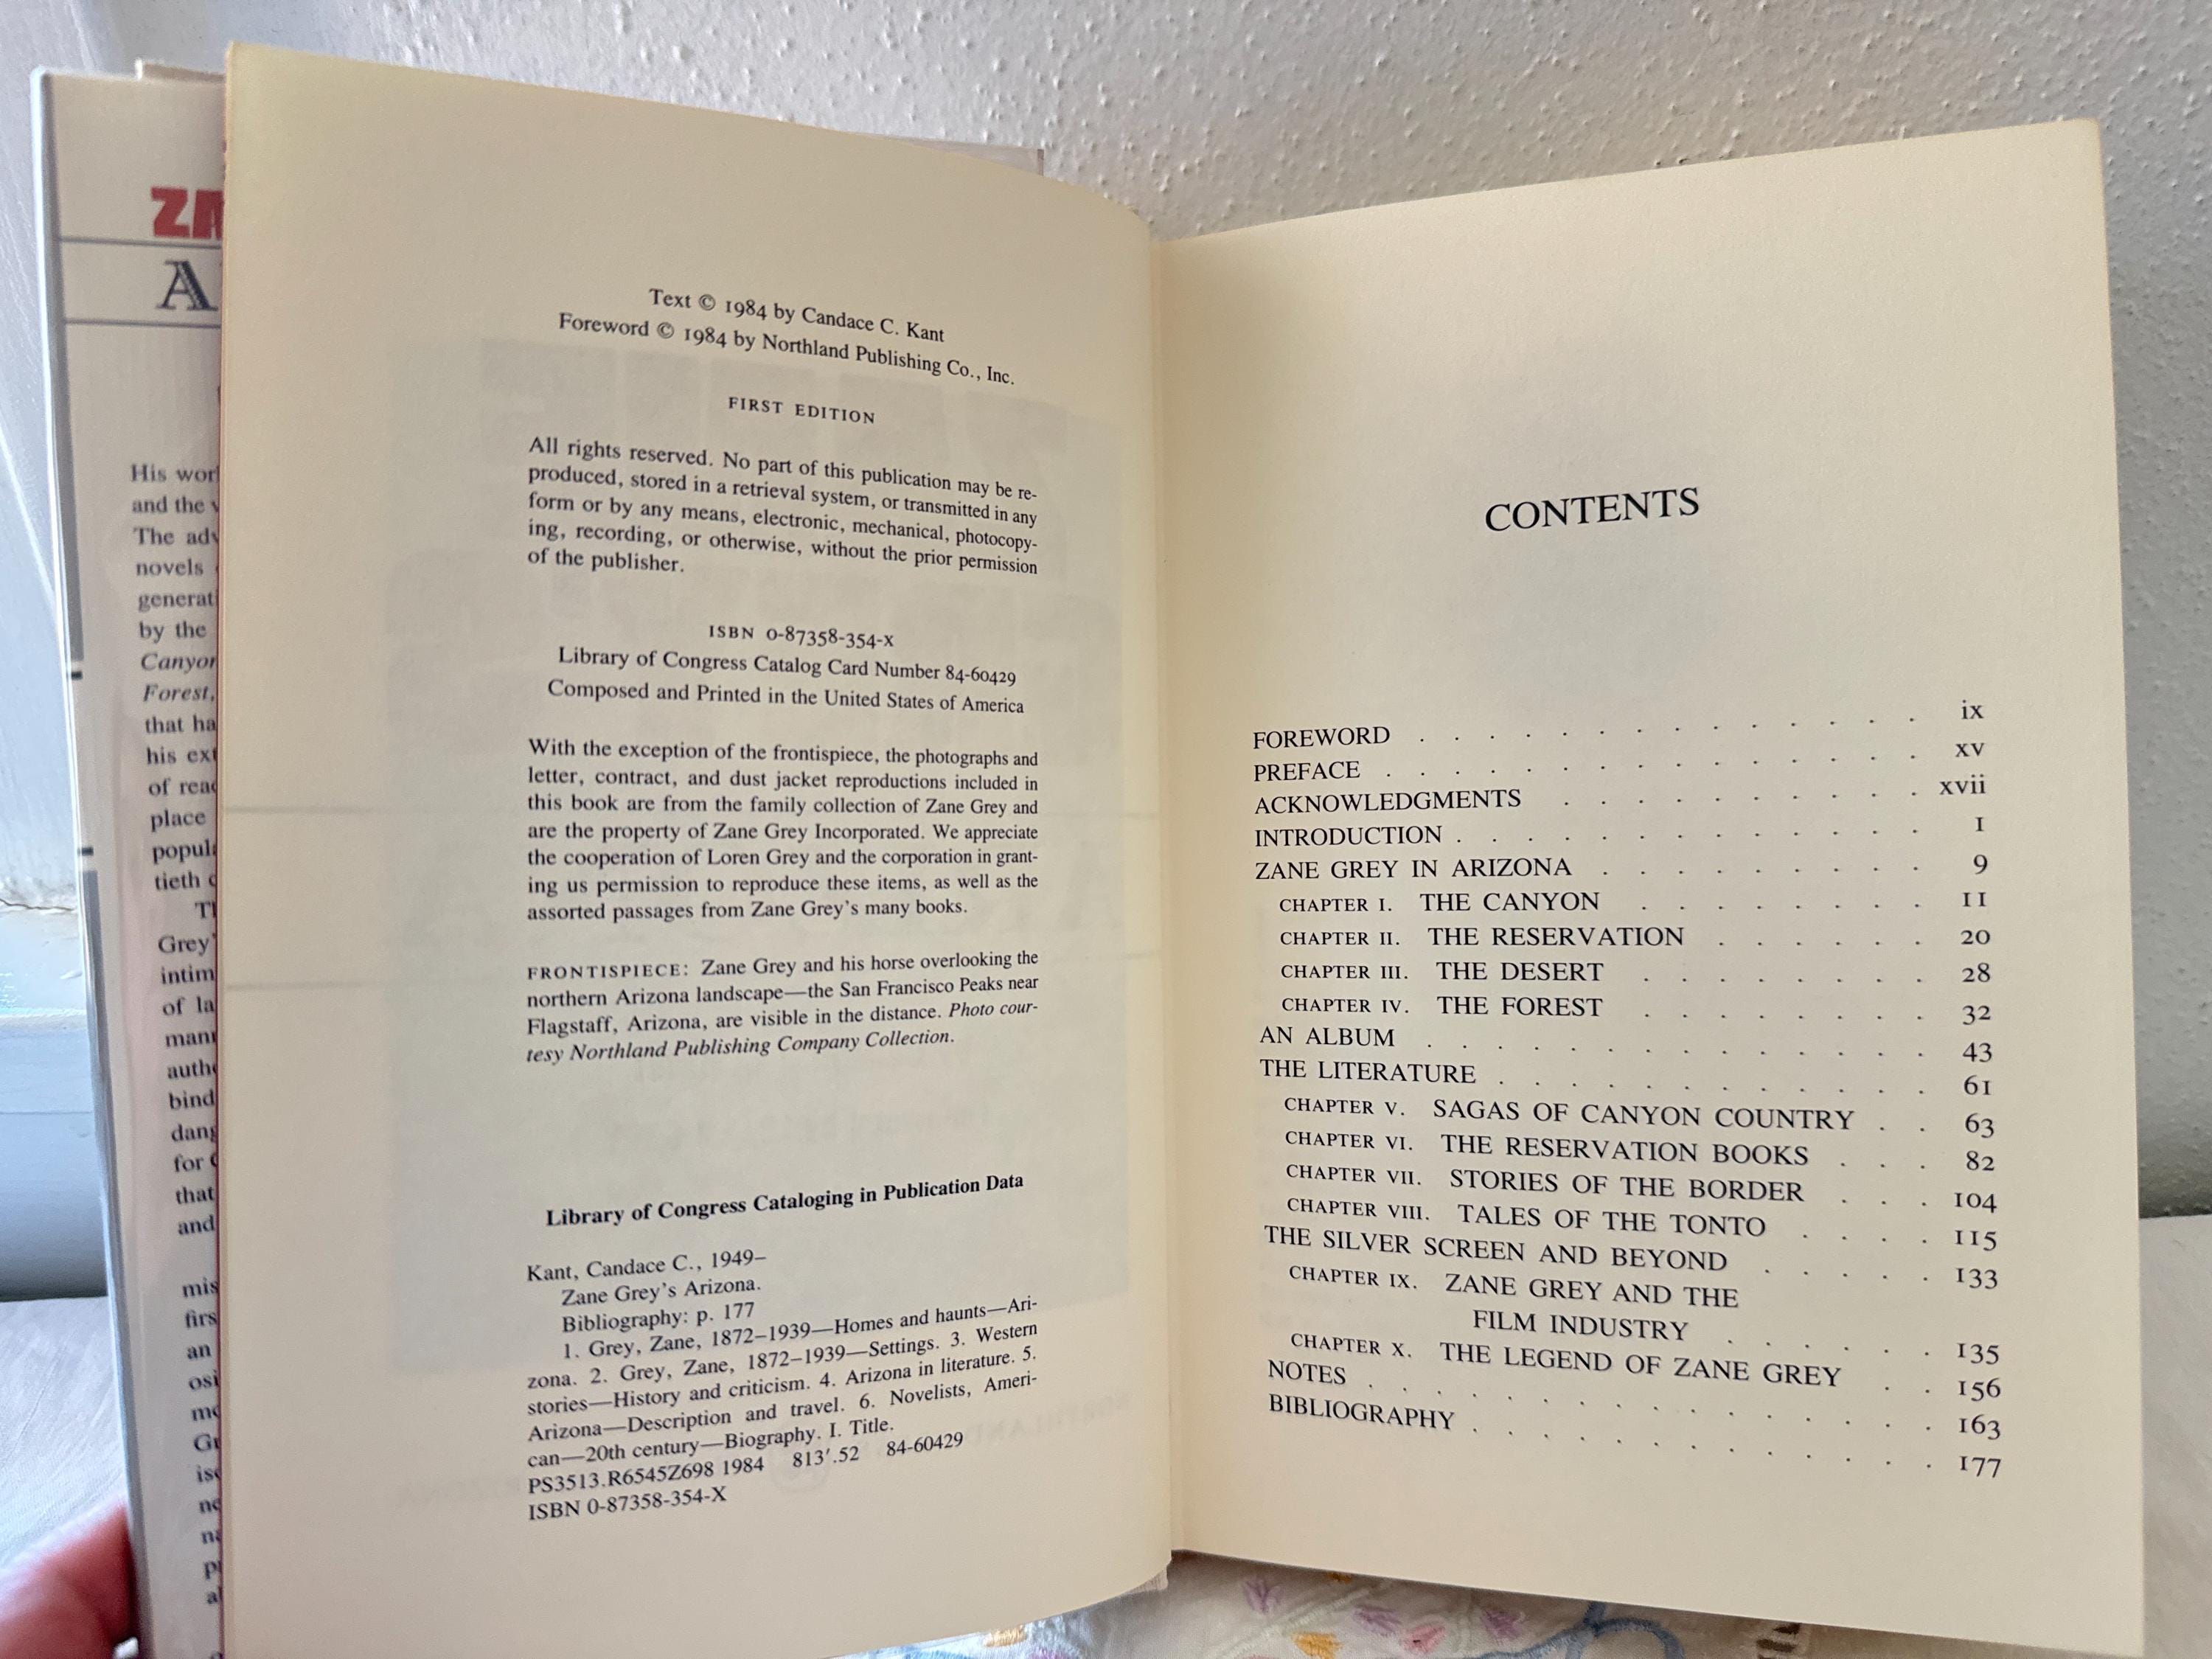 ZA
A
His wor
and the
The adv
novels
generat
by the
Canyon
Forest,
that ha
his ext
of read
place
popul
tieth c
Grey'
intim
of la
mann
autho
bind
dang
for
that
and
mis
firs
an
Text © 1984 by Candace C. Kant
Foreword © 1984 by Northland Publishing Co., Inc.
FIRST EDITION
All rights reserved. No part of this publication may be re-
produced, stored in a retrieval system, or transmitted in any
form or by any means, electronic, mechanical, photocopy-
ing, recording, or otherwise, without the prior permission
of the publisher.
ISBN 0-87358-354-X
Library of Congress Catalog Card Number 84-60429
Composed and Printed in the United States of America
With the exception of the frontispiece, the photographs and
letter, contract, and dust jacket reproductions included in
this book are from the family collection of Zane Grey and
are the property of Zane Grey Incorporated. We appreciate
the cooperation of Loren Grey and the corporation in grant-
ing us permission to reproduce these items, as well as the
assorted passages from Zane Grey's many books.
FRONTISPIECE: Zane Grey and his horse overlooking the
northern Arizona landscape—the San Francisco Peaks near
Flagstaff, Arizona, are visible in the distance. Photo cour-
tesy Northland Publishing Company Collection.
Library of Congress Cataloging in Publication Data
Kant, Candace C., 1949–
Zane Grey's Arizona.
Bibliography: p. 177
1. Grey, Zane, 1872–1939—Homes and haunts—Ari-
zona. 2. Grey, Zane, 1872–1939—Settings. 3. Western
stories—History and criticism. 4. Arizona in literature. 5.
Arizona—Description and travel. 6. Novelists, Ameri-
can—20th century—Biography. I. Title.
PS3513.R6545Z698 1984 813'.52 84-60429
ISBN 0-87358-354-X
CONTENTS
FOREWORD . . . . . . . . . . . . . ix
PREFACE . . . . . . . . . . . . . . xv
ACKNOWLEDGMENTS . . . . . . . . . . xvii
INTRODUCTION . . . . . . . . . . . . 1
ZANE GREY IN ARIZONA . . . . . . . . . 9
CHAPTER I. THE CANYON . . . . . . . . 11
CHAPTER II. THE RESERVATION . . . . . . 20
CHAPTER III. THE DESERT . . . . . . . . 28
CHAPTER IV. THE FOREST . . . . . . . . 32
AN ALBUM . . . . . . . . . . . . . 43
THE LITERATURE . . . . . . . . . . . 61
CHAPTER V. SAGAS OF CANYON COUNTRY . . 63
CHAPTER VI. THE RESERVATION BOOKS . . . 82
CHAPTER VII. STORIES OF THE BORDER . . . 104
CHAPTER VIII. TALES OF THE TONTO . . . . 115
THE SILVER SCREEN AND BEYOND . . . . . 133
CHAPTER IX. ZANE GREY AND THE
FILM INDUSTRY . . . . . . 135
CHAPTER X. THE LEGEND OF ZANE GREY . . 156
NOTES . . . . . . . . . . . . . . . 163
BIBLIOGRAPHY . . . . . . . . . . . . 177